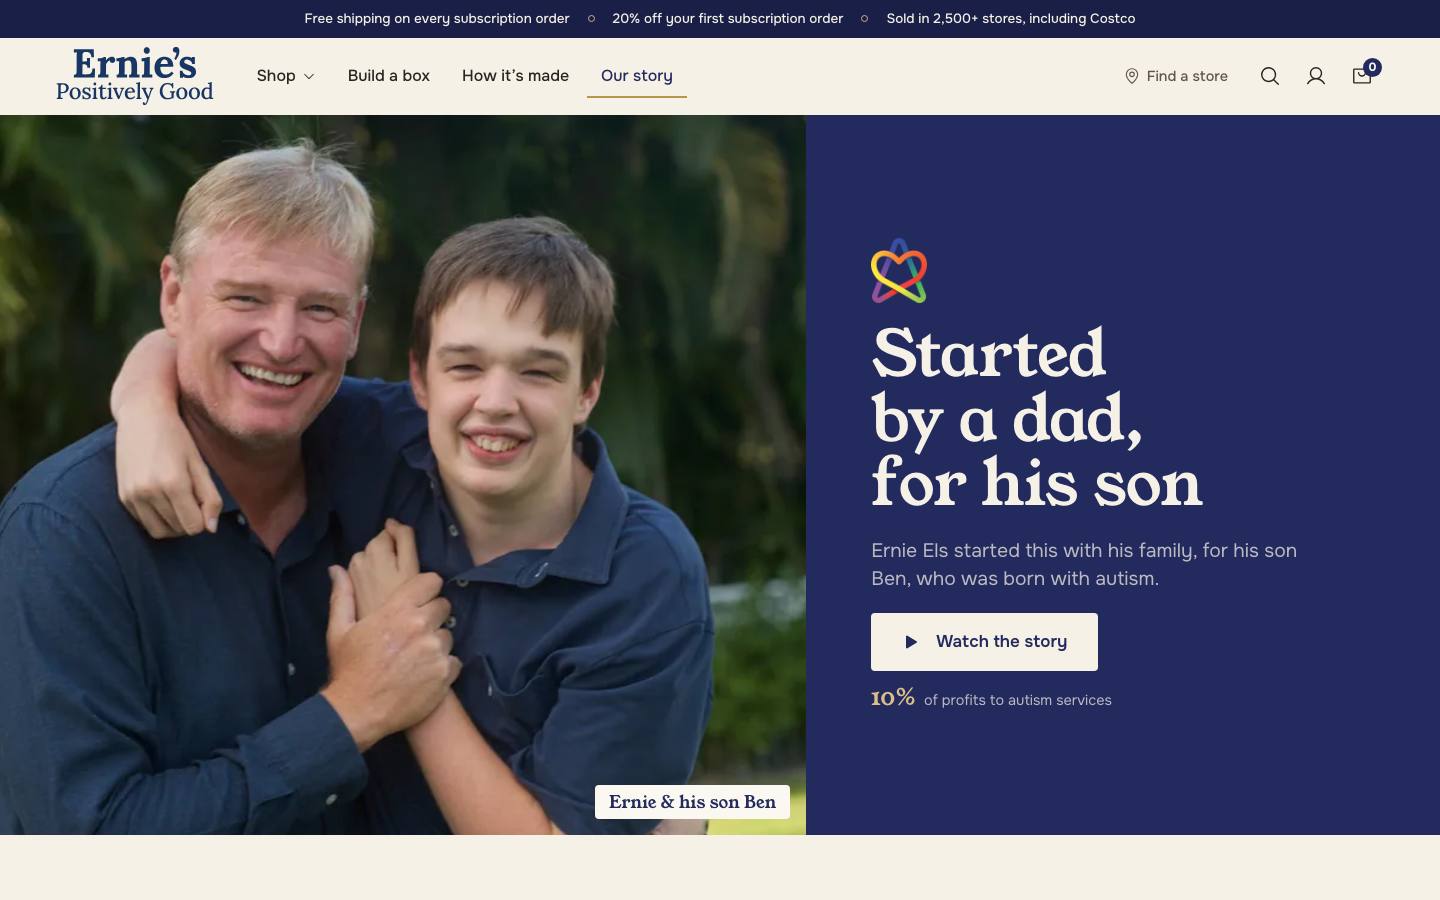 Free shipping on every subscription order
20% off your first subscription order
Sold in 2,500+ stores, including Costco
Ernie's
Positively Good
Shop
Build a box
How it’s made
Our story
Find a store
0
Started
by a dad,
for his son
Ernie Els started this with his family, for his son
Ben, who was born with autism.
Watch the story
10% of profits to autism services
Ernie & his son Ben